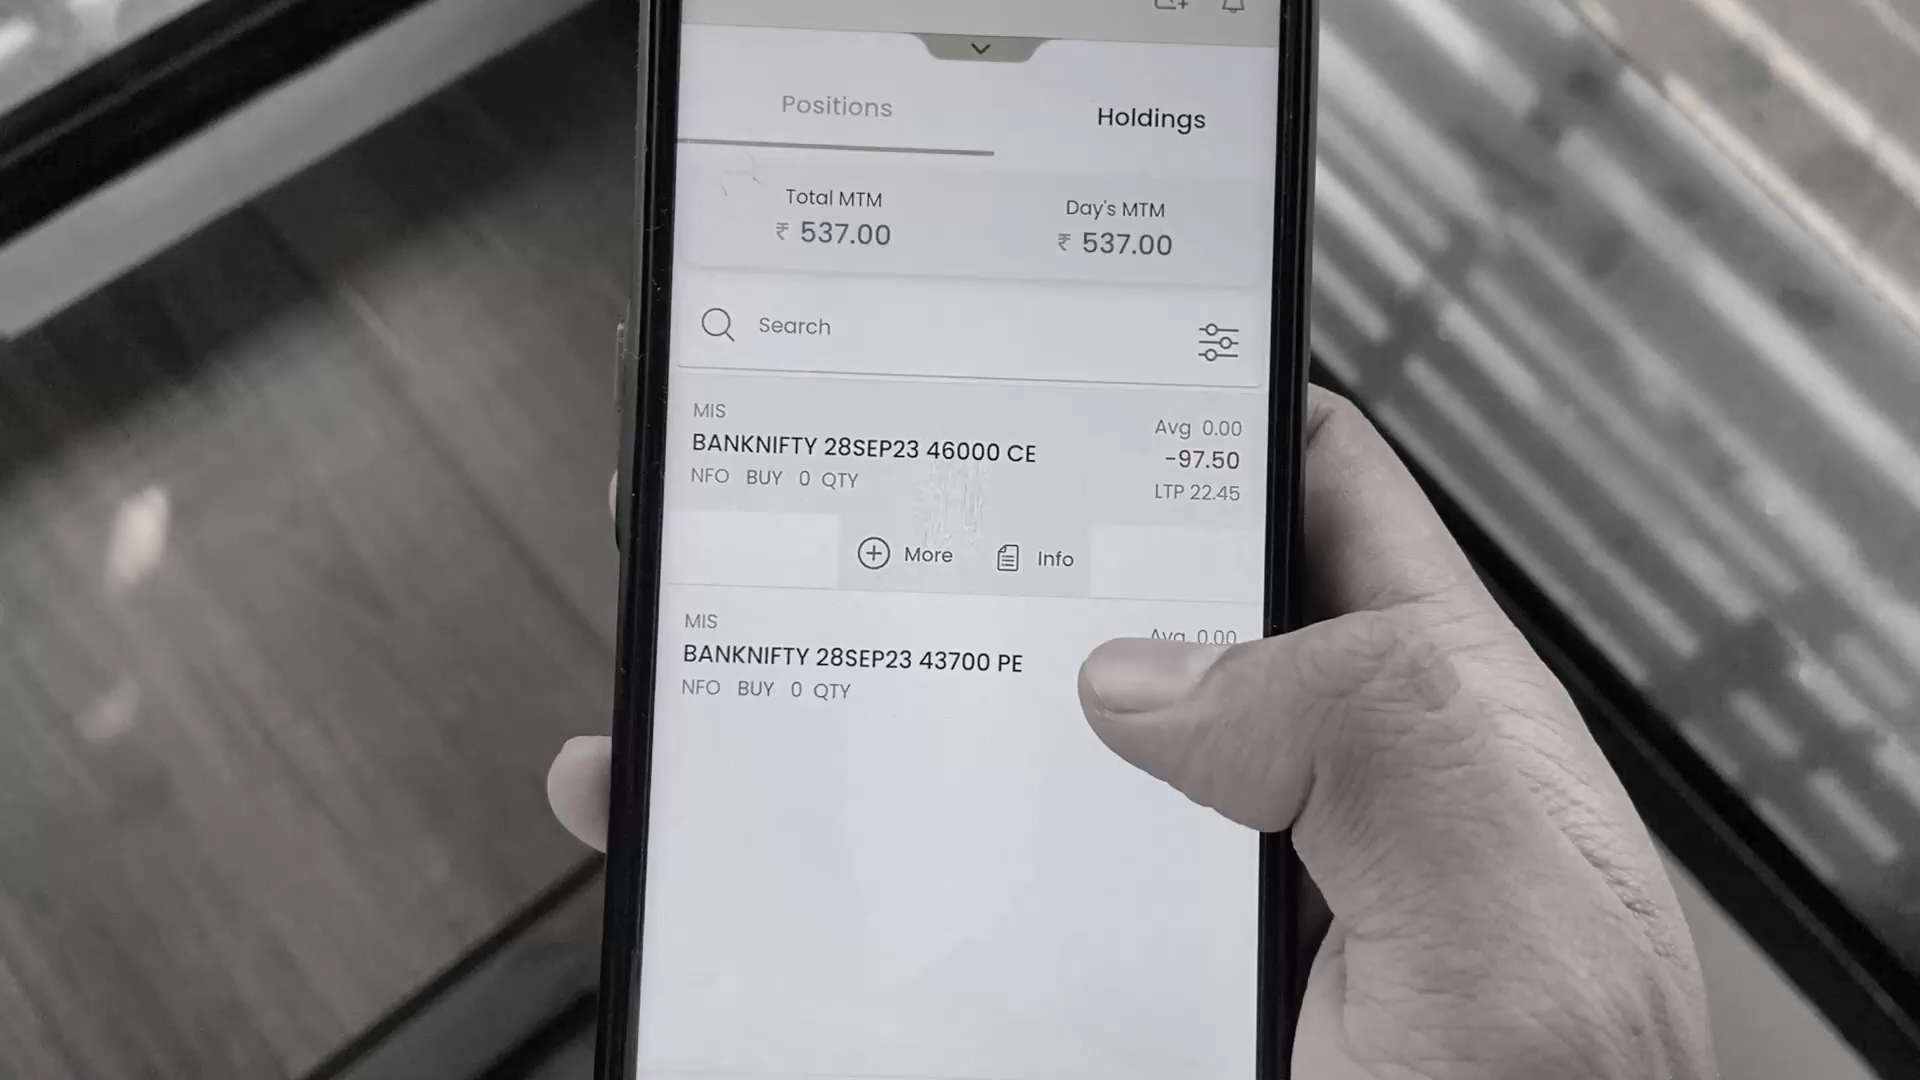 Positions
Holdings
Total MTM
₹ 537.00
Day's MTM
₹ 537.00
Search
MIS
BANKNIFTY 28SEP23 46000 CE
NFO BUY 0 QTY
Avg 0.00
-97.50
LTP 22.45
More
Info
MIS
BANKNIFTY 28SEP23 43700 PE
NFO BUY 0 QTY
Avg 0.00